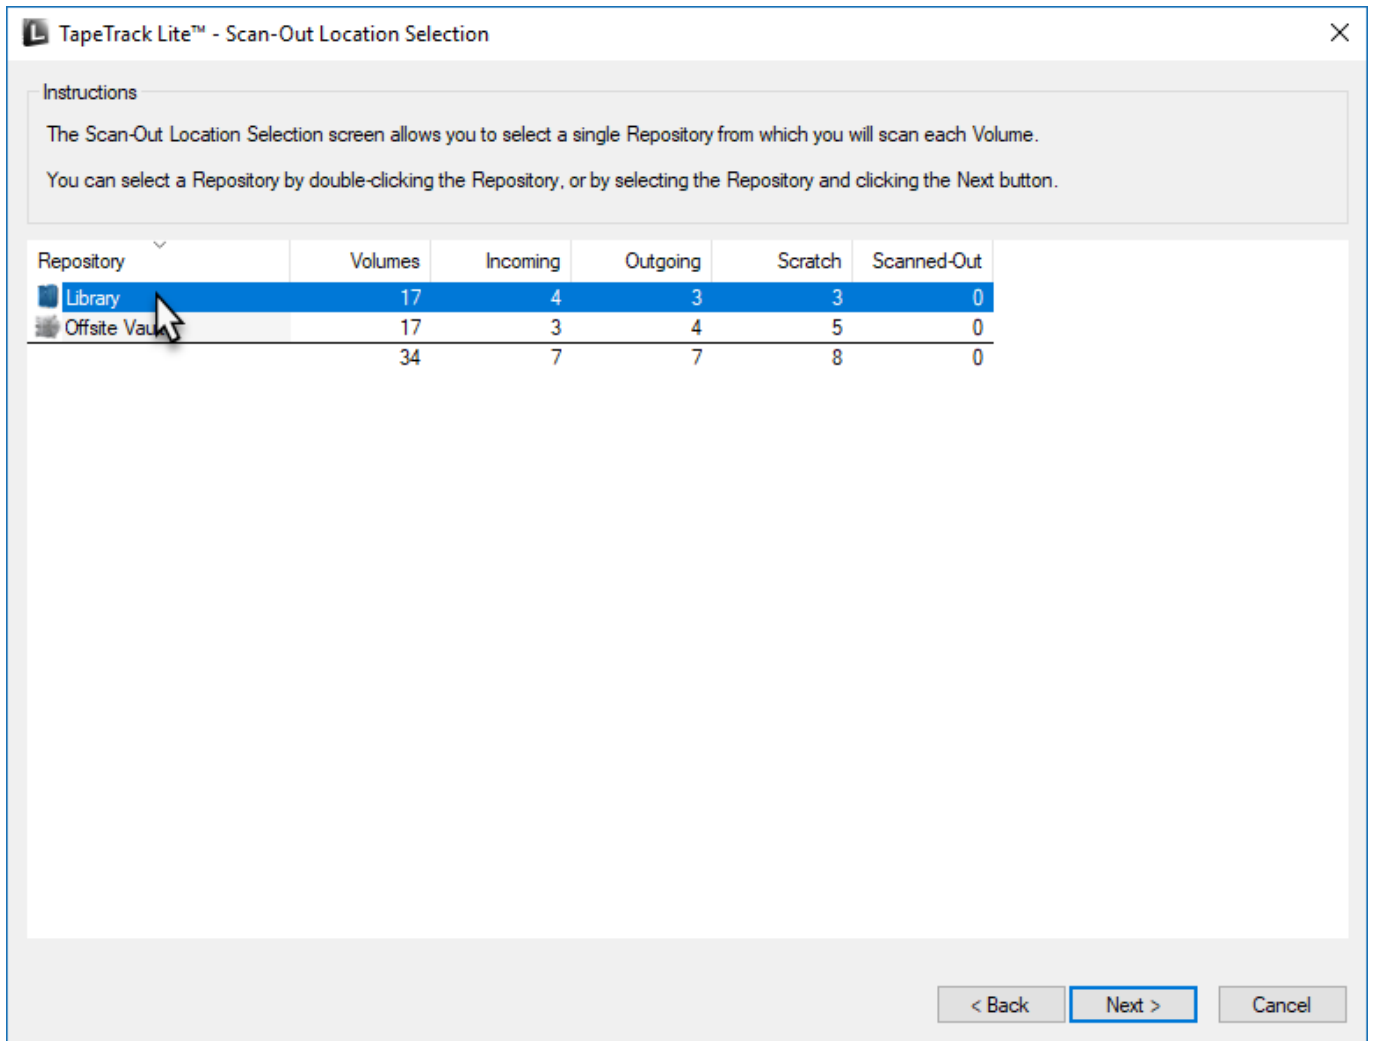 TapeTrack Lite™ - Scan-Out Location Selection
Instructions
The Scan-Out Location Selection screen allows you to select a single Repository from which you will scan each Volume.
You can select a Repository by double-clicking the Repository, or by selecting the Repository and clicking the Next button.
Repository Volumes Incoming Outgoing Scratch Scanned-Out
Library 17 4 3 3 0
Offsite 17 3 4 5 0
34 7 7 8 0
< Back Next > Cancel